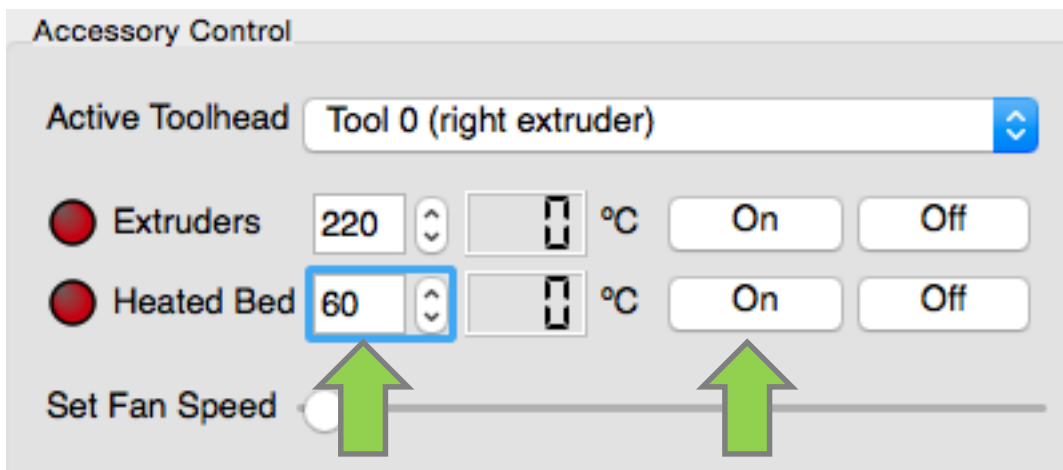 Accessory Control
Active Toolhead Tool 0 (right extruder)
Extruders 220 0 ºC On Off
Heated Bed 60 0 ºC On Off
Set Fan Speed